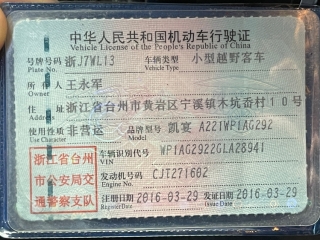 中华人民共和国机动车行驶证
Vehicle License of the People's Republic of China
号牌号码 浙J7WL13 车辆类型 小型越野客车
Plate No. Vehicle Type
所有人 王永军
Owner
住址 浙江省台州市黄岩区宁溪镇木坑香村10号
Address
使用性质 非营运 品牌型号 凯宴 A221WP1AG292
Use Character Model
浙江省台州
市公安局交
通警察支队
车辆识别代号 WP1AG2922GLA28941
VIN
发动机号码 CJT271602
Engine No.
注册日期 2016-03-29 发证日期 2016-03-29
Register Date Issue Date